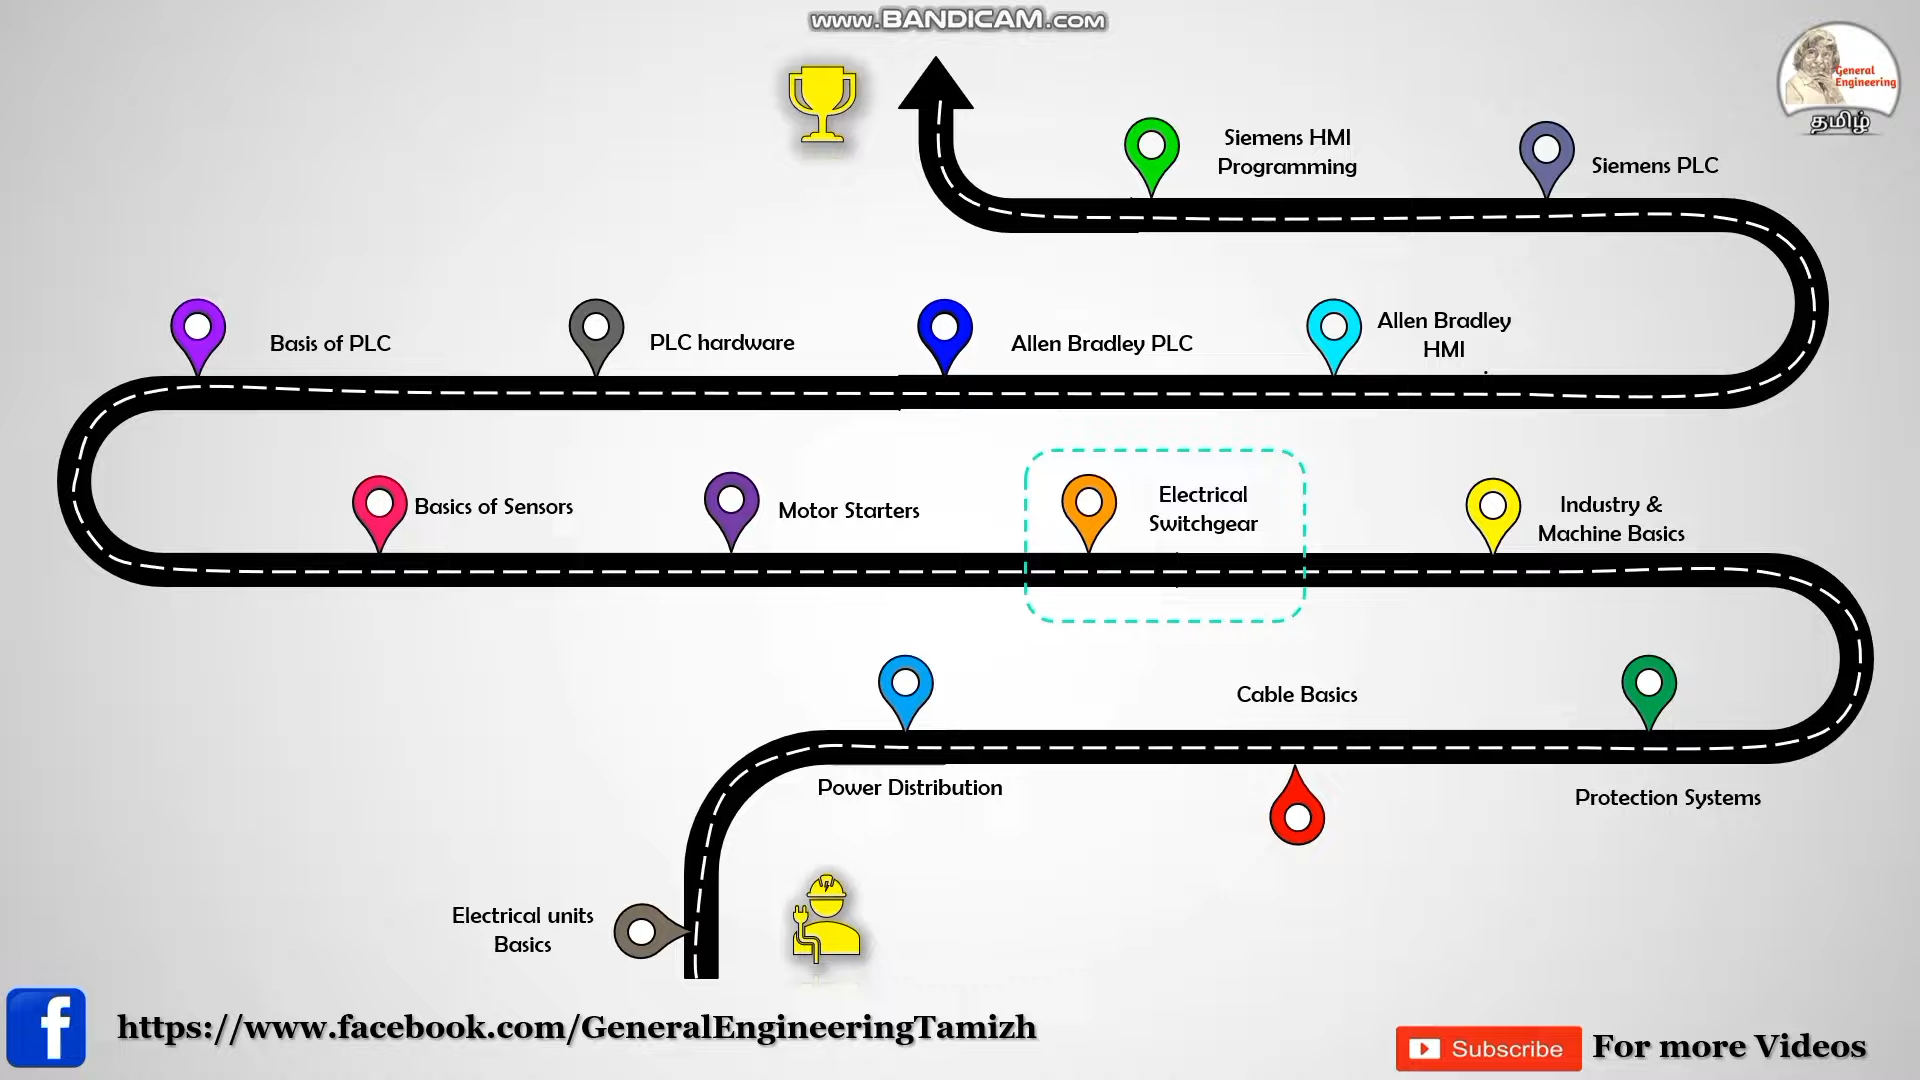 www.BANDICAM.com
General
Engineering
தமிழ்
Siemens HMI
Programming
Siemens PLC
Basis of PLC
PLC hardware
Allen Bradley PLC
Allen Bradley
HMI
Basics of Sensors
Motor Starters
Electrical
Switchgear
Industry &
Machine Basics
Cable Basics
Power Distribution
Protection Systems
Electrical units
Basics
https://www.facebook.com/GeneralEngineeringTamizh
Subscribe
For more Videos